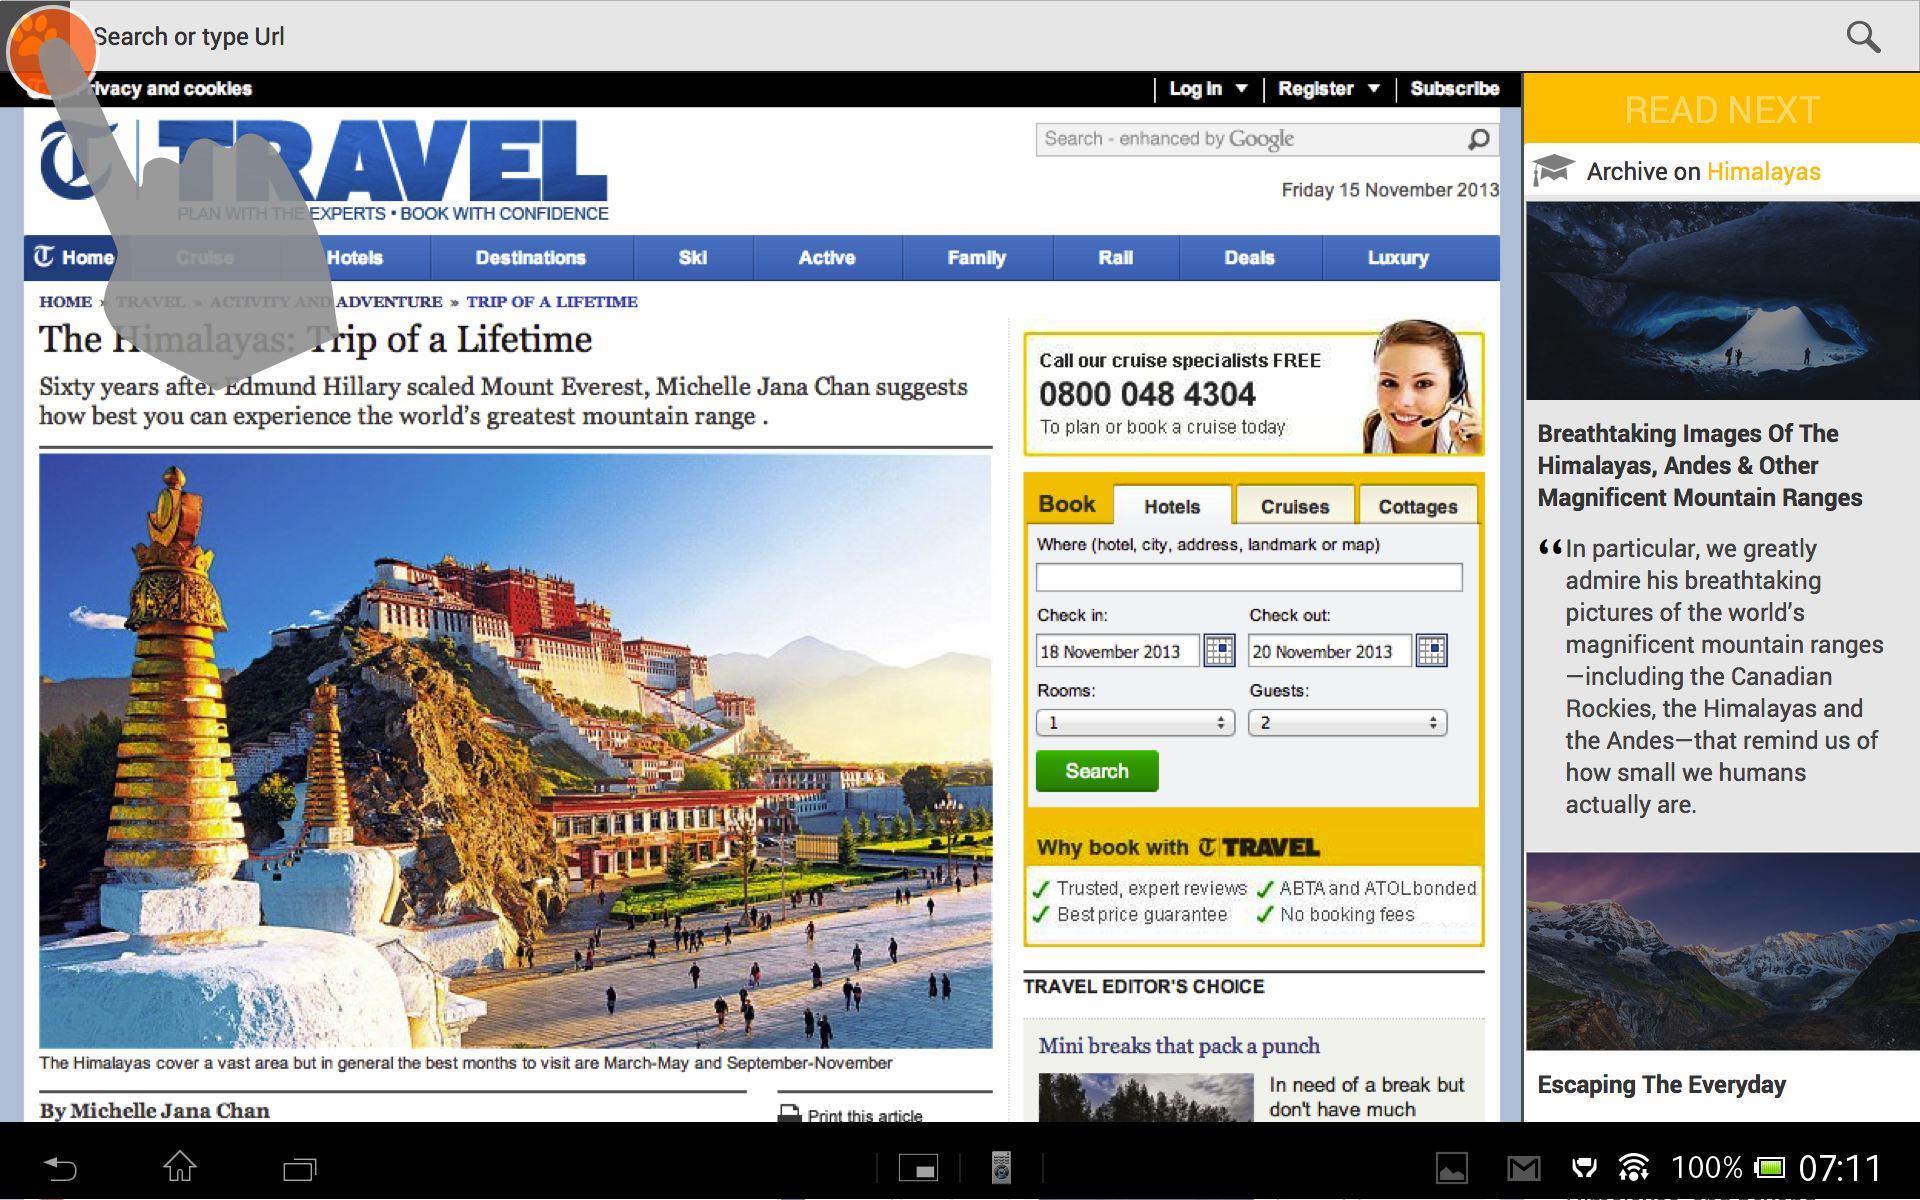 Search or type Url
rivacy and cookies
Log in
Register
Subscribe
TRAVEL
PLAN WITH THE EXPERTS • BOOK WITH CONFIDENCE
Search - enhanced by Google
Friday 15 November 2013
Home
Cruise
Hotels
Destinations
Ski
Active
Family
Rail
Deals
Luxury
HOME » TRAVEL » ACTIVITY AND ADVENTURE » TRIP OF A LIFETIME
The Himalayas: Trip of a Lifetime
Sixty years after Edmund Hillary scaled Mount Everest, Michelle Jana Chan suggests
how best you can experience the world's greatest mountain range .
The Himalayas cover a vast area but in general the best months to visit are March-May and September-November
By Michelle Jana Chan
Print this article
Call our cruise specialists FREE
0800 048 4304
To plan or book a cruise today
Book
Hotels
Cruises
Cottages
Where (hotel, city, address, landmark or map)
Check in:
Check out:
18 November 2013
20 November 2013
Rooms:
Guests:
1
2
Search
Why book with T TRAVEL
Trusted, expert reviews
ABTA and ATOL bonded
Best price guarantee
No booking fees
TRAVEL EDITOR'S CHOICE
Mini breaks that pack a punch
In need of a break but
don't have much
READ NEXT
Archive on Himalayas
Breathtaking Images Of The
Himalayas, Andes & Other
Magnificent Mountain Ranges
“In particular, we greatly
admire his breathtaking
pictures of the world’s
magnificent mountain ranges
—including the Canadian
Rockies, the Himalayas and
the Andes—that remind us of
how small we humans
actually are.
Escaping The Everyday
100%
07:11